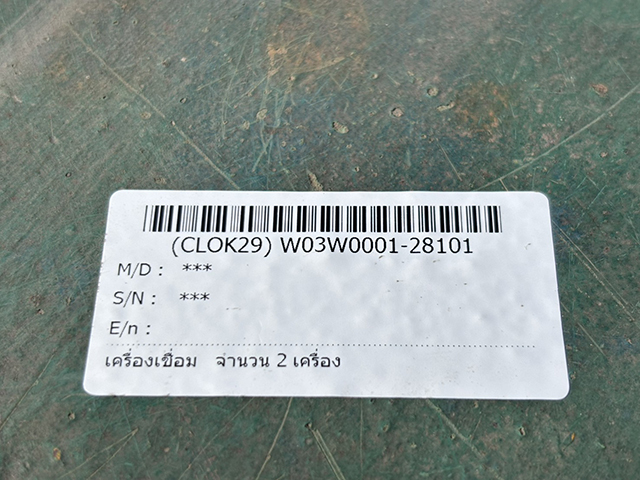 (CLOK29) W03W0001-28101
M/D : ***
S/N : ***
E/n :
เครื่องเชื่อม จำนวน 2 เครื่อง